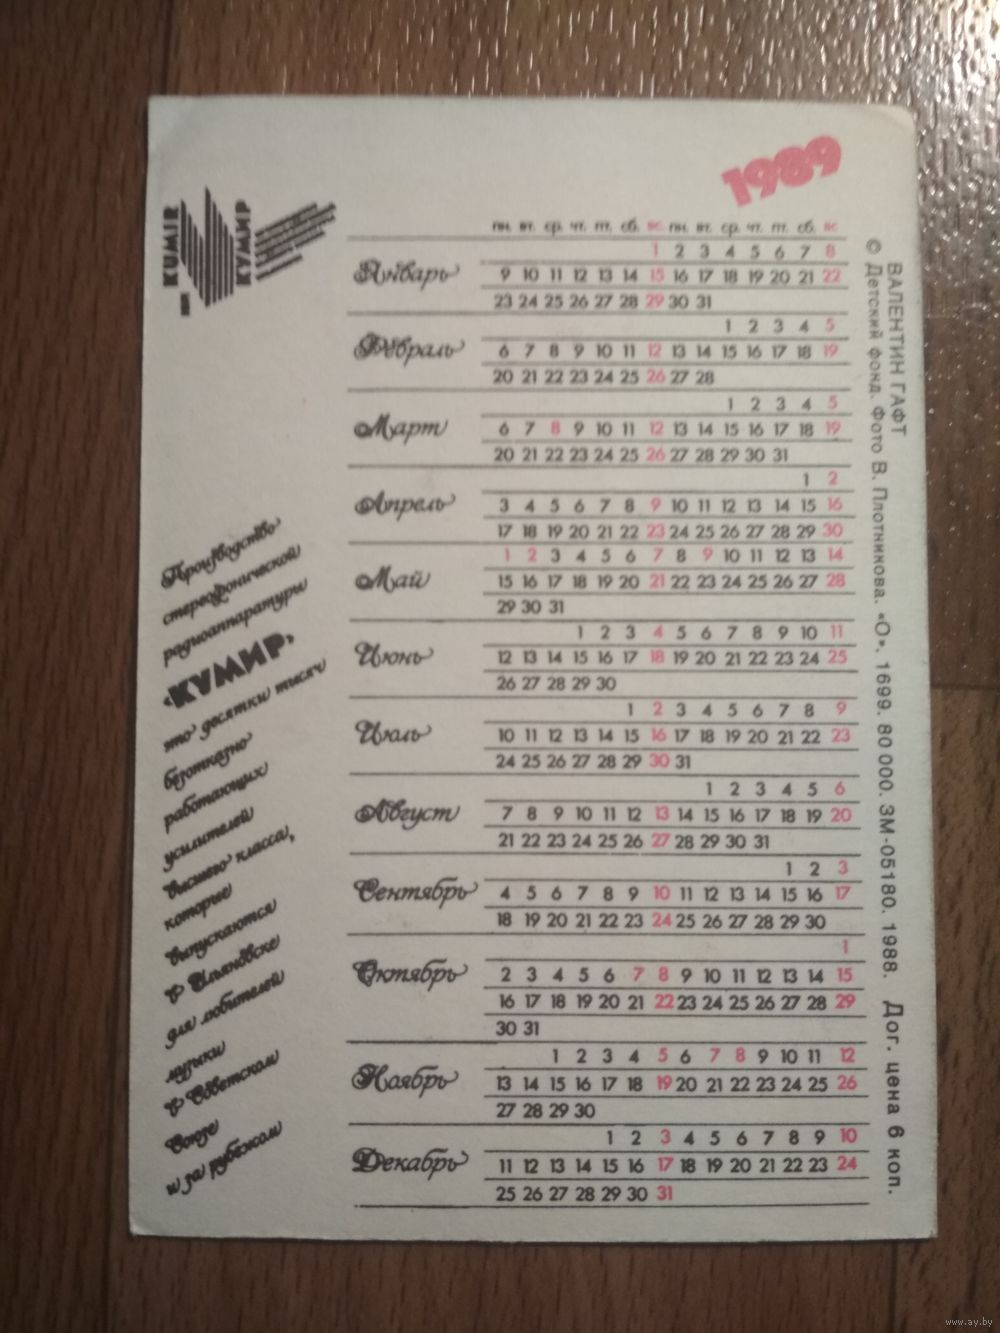 1989
KUMIR
КУМИР
пн. вт. ср. чт. пт. сб. вс. пн. вт. ср. чт. пт. сб. вс.
1 2 3 4 5 6 7 8
Январь 9 10 11 12 13 14 15 16 17 18 19 20 21 22
23 24 25 26 27 28 29 30 31
1 2 3 4 5
Февраль 6 7 8 9 10 11 12 13 14 15 16 17 18 19
20 21 22 23 24 25 26 27 28
1 2 3 4 5
Март 6 7 8 9 10 11 12 13 14 15 16 17 18 19
20 21 22 23 24 25 26 27 28 29 30 31
1 2
Апрель 3 4 5 6 7 8 9 10 11 12 13 14 15 16
17 18 19 20 21 22 23 24 25 26 27 28 29 30
1 2 3 4 5 6 7 8 9 10 11 12 13 14
Май 15 16 17 18 19 20 21 22 23 24 25 26 27 28
29 30 31
1 2 3 4 5 6 7 8 9 10 11
Июнь 12 13 14 15 16 17 18 19 20 21 22 23 24 25
26 27 28 29 30
1 2 3 4 5 6 7 8 9
Июль 10 11 12 13 14 15 16 17 18 19 20 21 22 23
24 25 26 27 28 29 30 31
1 2 3 4 5 6
Август 7 8 9 10 11 12 13 14 15 16 17 18 19 20
21 22 23 24 25 26 27 28 29 30 31
1 2 3
Сентябрь 4 5 6 7 8 9 10 11 12 13 14 15 16 17
18 19 20 21 22 23 24 25 26 27 28 29 30
1
Октябрь 2 3 4 5 6 7 8 9 10 11 12 13 14 15
16 17 18 19 20 21 22 23 24 25 26 27 28 29
30 31
1 2 3 4 5 6 7 8 9 10 11 12
Ноябрь 13 14 15 16 17 18 19 20 21 22 23 24 25 26
27 28 29 30
1 2 3 4 5 6 7 8 9 10
Декабрь 11 12 13 14 15 16 17 18 19 20 21 22 23 24
25 26 27 28 29 30 31
Производство
стереофонической
радиоаппаратуры
«КУМИР»
это десятки тысяч
безотказно
работающих
усилителей
высшего класса,
которые
выпускаются
в Ульяновске
для любителей
музыки
в Советском
Союзе
и за рубежом
ВАЛЕНТИН ГАФТ
© Детский фонд. Фото В. Плотникова. «О». 1699. 80 000. ЗМ-05180. 1988. Дог. цена 6 коп.
www.ay.by